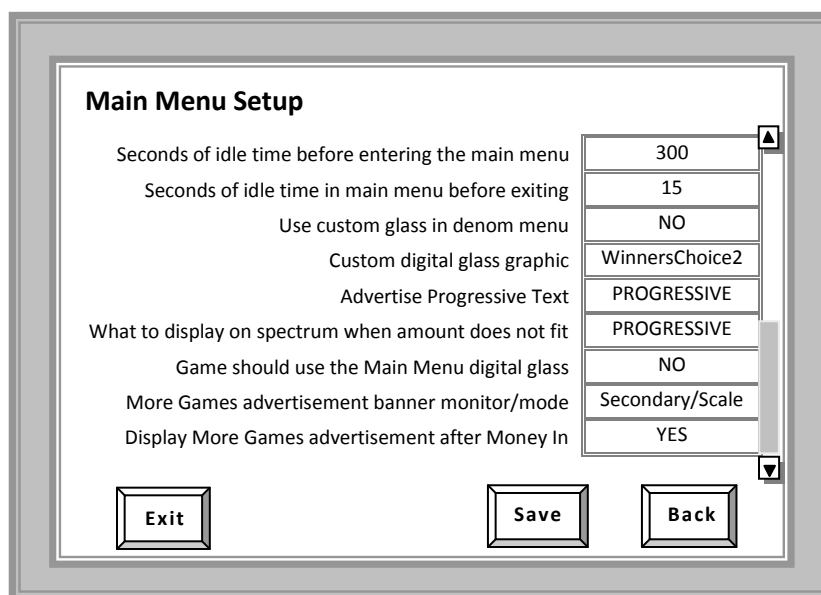 Main Menu Setup
Seconds of idle time before entering the main menu 300
Seconds of idle time in main menu before exiting 15
Use custom glass in denom menu NO
Custom digital glass graphic WinnersChoice2
Advertise Progressive Text PROGRESSIVE
What to display on spectrum when amount does not fit PROGRESSIVE
Game should use the Main Menu digital glass NO
More Games advertisement banner monitor/mode Secondary/Scale
Display More Games advertisement after Money In YES
Exit Save Back